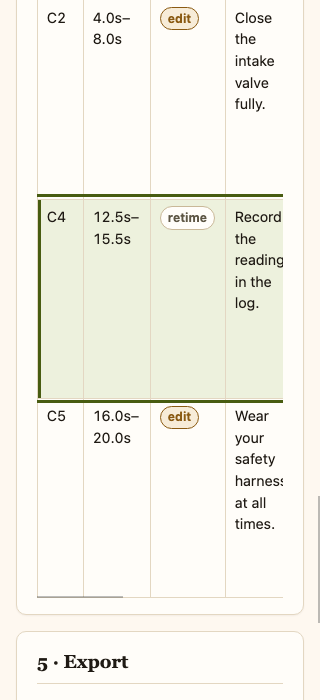 C2 4.0s– edit Close
8.0s the
intake
valve
fully.
C4 12.5s– retime Record
15.5s the
reading
in the
log.
C5 16.0s– edit Wear
20.0s your
safety
harness
at all
times.
5 · Export